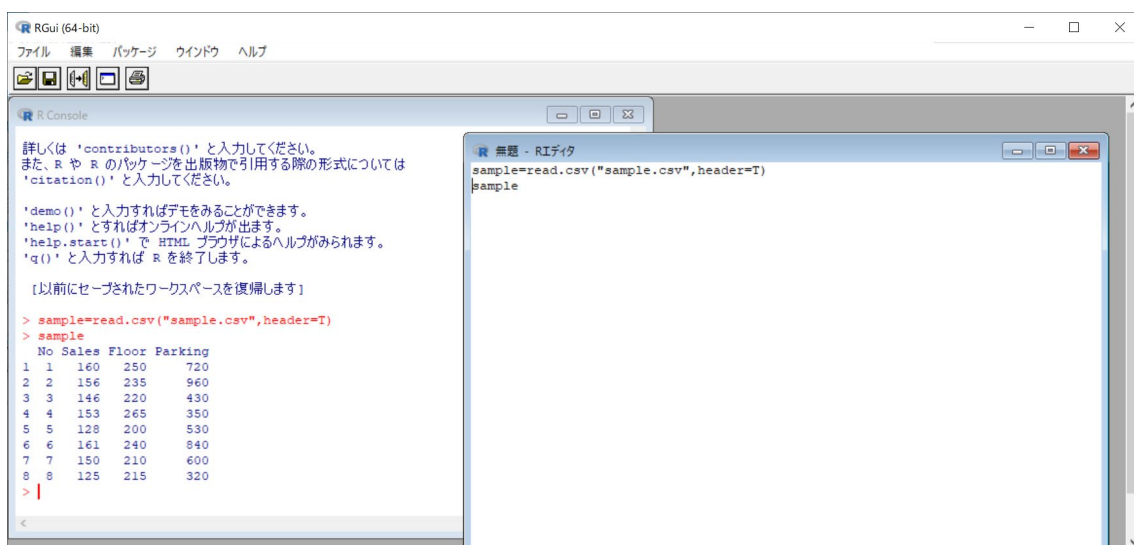 RGui (64-bit)
ファイル 編集 パッケージ ウインドウ ヘルプ
R Console
詳しくは 'contributors()' と入力してください。
また、R や R のパッケージを出版物で引用する際の形式については
'citation()' と入力してください。
'demo()' と入力すればデモをみることができます。
'help()' とすればオンラインヘルプが出ます。
'help.start()' で HTML ブラウザによるヘルプがみられます。
'q()' と入力すれば R を終了します。
[以前にセーブされたワークスペースを復帰します]
> sample=read.csv("sample.csv",header=T)
> sample
No Sales Floor Parking
1 1 160 250 720
2 2 156 235 960
3 3 146 220 430
4 4 153 265 350
5 5 128 200 530
6 6 161 240 840
7 7 150 210 600
8 8 125 215 320
>
無題 - Rエディタ
sample=read.csv("sample.csv",header=T)
sample